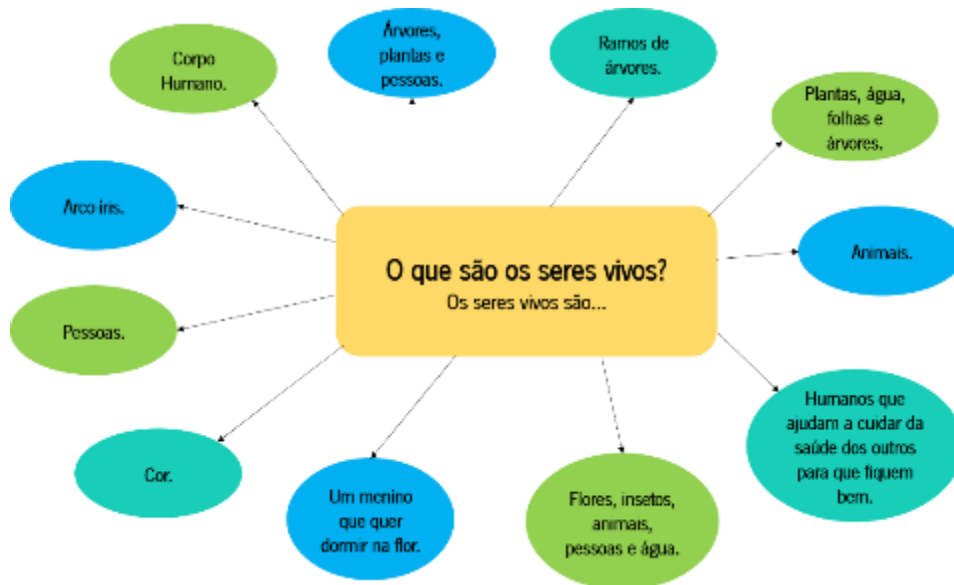 O que são os seres vivos?
Os seres vivos são...
Corpo
Humano.
Árvores,
plantas e
pessoas.
Ramos de
árvores.
Plantas, água,
folhas e
árvores.
Animais.
Humanos que
ajudam a cuidar da
saúde dos outros
para que fiquem
bem.
Flores, insetos,
animais,
pessoas e água.
Um menino
que quer
dormir na flor.
Cor.
Pessoas.
Arco íris.